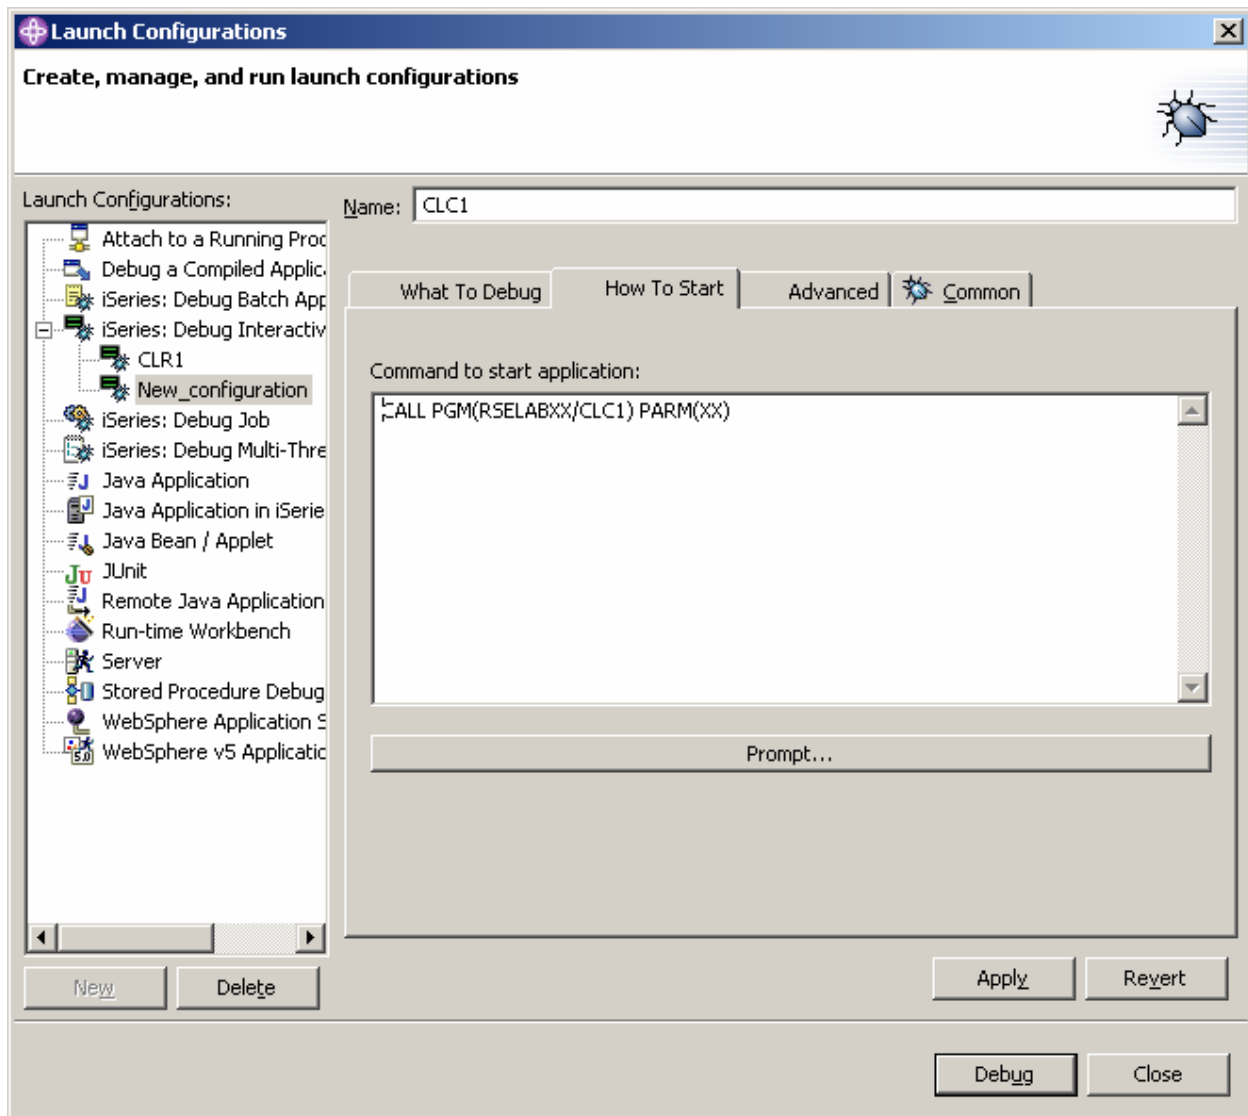 Launch Configurations
Create, manage, and run launch configurations
Launch Configurations:
Name: CLC1
Attach to a Running Proc
Debug a Compiled Applic
iSeries: Debug Batch App
iSeries: Debug Interactiv
CLR1
New_configuration
iSeries: Debug Job
iSeries: Debug Multi-Thre
Java Application
Java Application in iSerie
Java Bean / Applet
JUnit
Remote Java Application
Run-time Workbench
Server
Stored Procedure Debug
WebSphere Application S
WebSphere v5 Applicatic
New
Delete
What To Debug
How To Start
Advanced
Common
Command to start application:
CALL PGM(RSELABXX/CLC1) PARM(XX)
Prompt...
Apply
Revert
Debug
Close